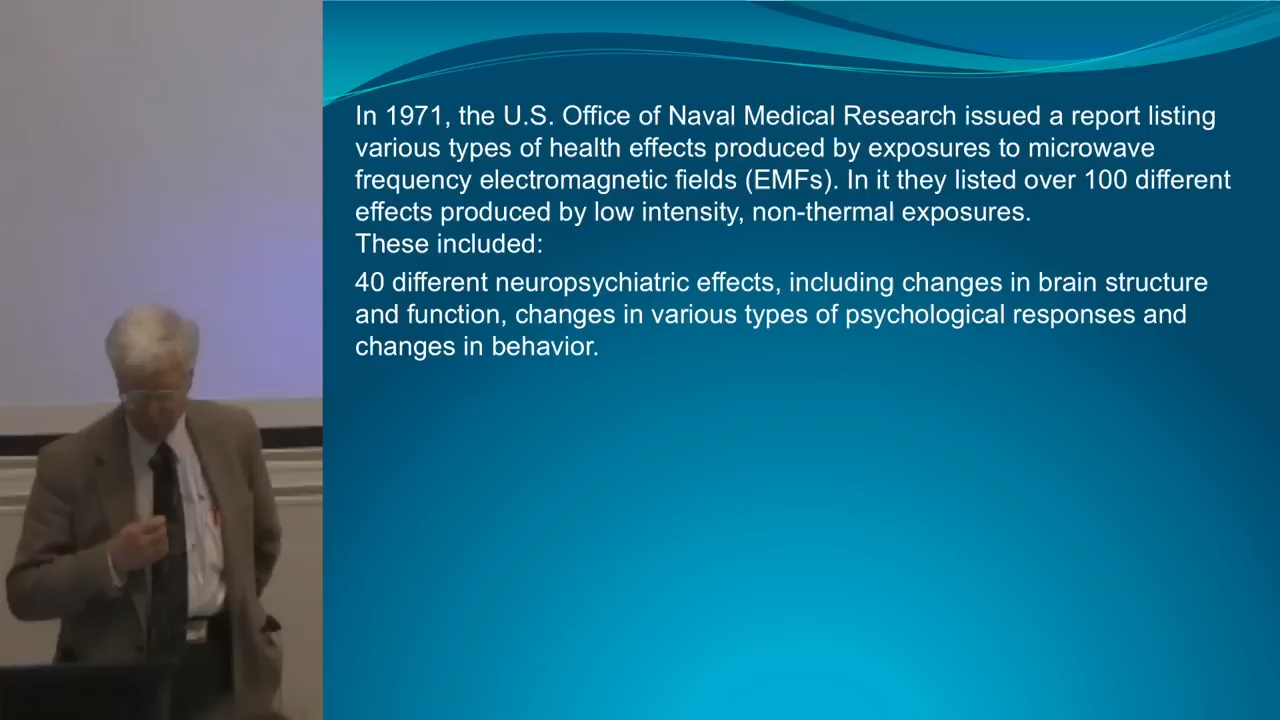 In 1971, the U.S. Office of Naval Medical Research issued a report listing
various types of health effects produced by exposures to microwave
frequency electromagnetic fields (EMFs). In it they listed over 100 different
effects produced by low intensity, non-thermal exposures.
These included:
40 different neuropsychiatric effects, including changes in brain structure
and function, changes in various types of psychological responses and
changes in behavior.